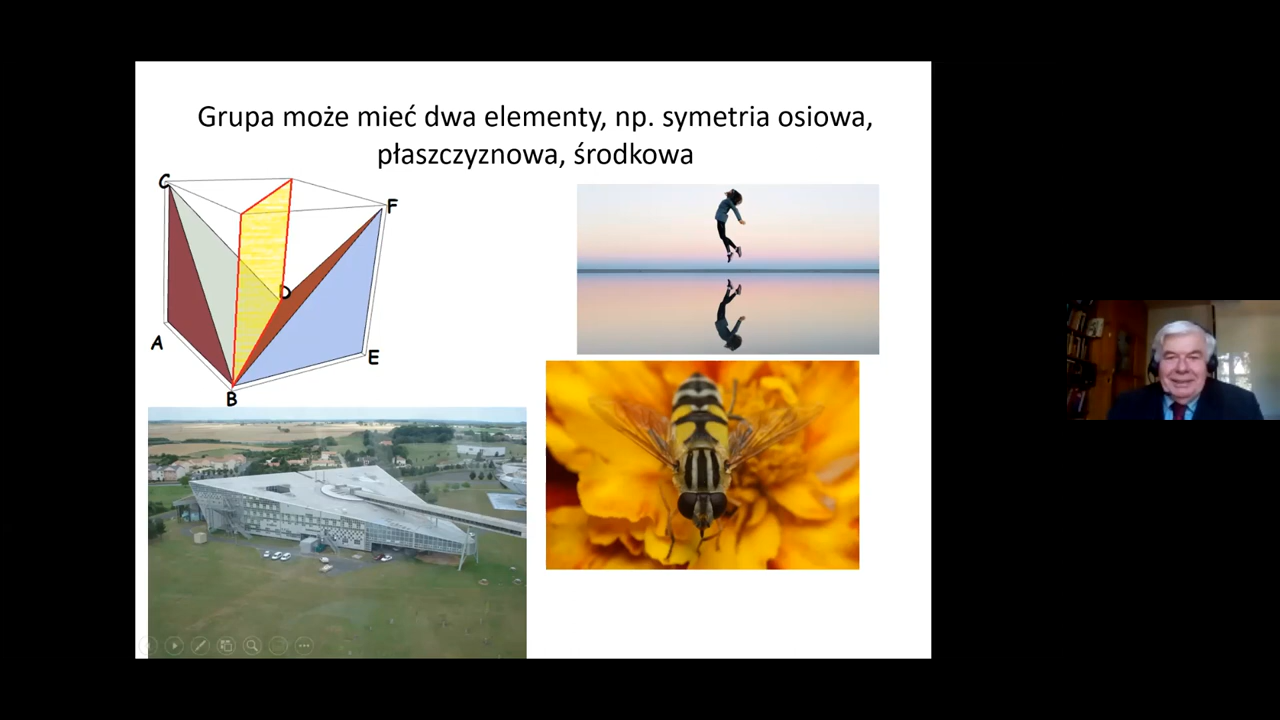 Grupa może mieć dwa elementy, np. symetria osiowa,
płaszczyznowa, środkowa
C
F
D
A
E
B